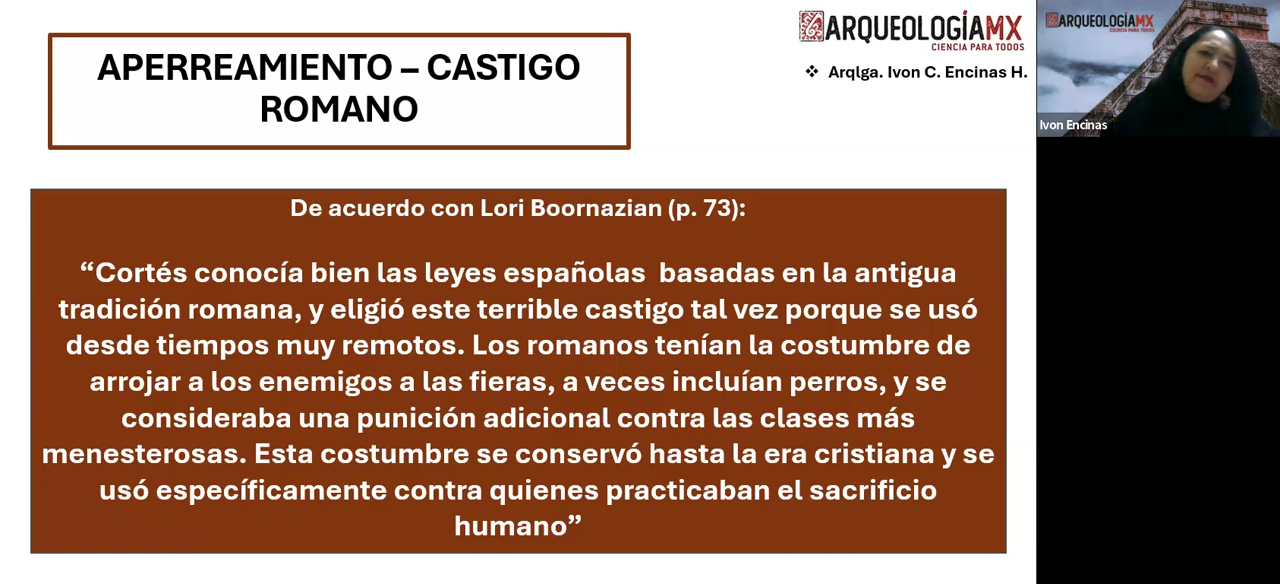 APERREAMIENTO – CASTIGO
ROMANO
ARQUEOLOGÍAMX
CIENCIA PARA TODOS
❖ Arqlga. Ivon C. Encinas H.
De acuerdo con Lori Boornazian (p. 73):
“Cortés conocía bien las leyes españolas basadas en la antigua
tradición romana, y eligió este terrible castigo tal vez porque se usó
desde tiempos muy remotos. Los romanos tenían la costumbre de
arrojar a los enemigos a las fieras, a veces incluían perros, y se
consideraba una punición adicional contra las clases más
menesterosas. Esta costumbre se conservó hasta la era cristiana y se
usó específicamente contra quienes practicaban el sacrificio
humano”
ARQUEOLOGÍAMX
CIENCIA PARA TODOS
Ivon Encinas